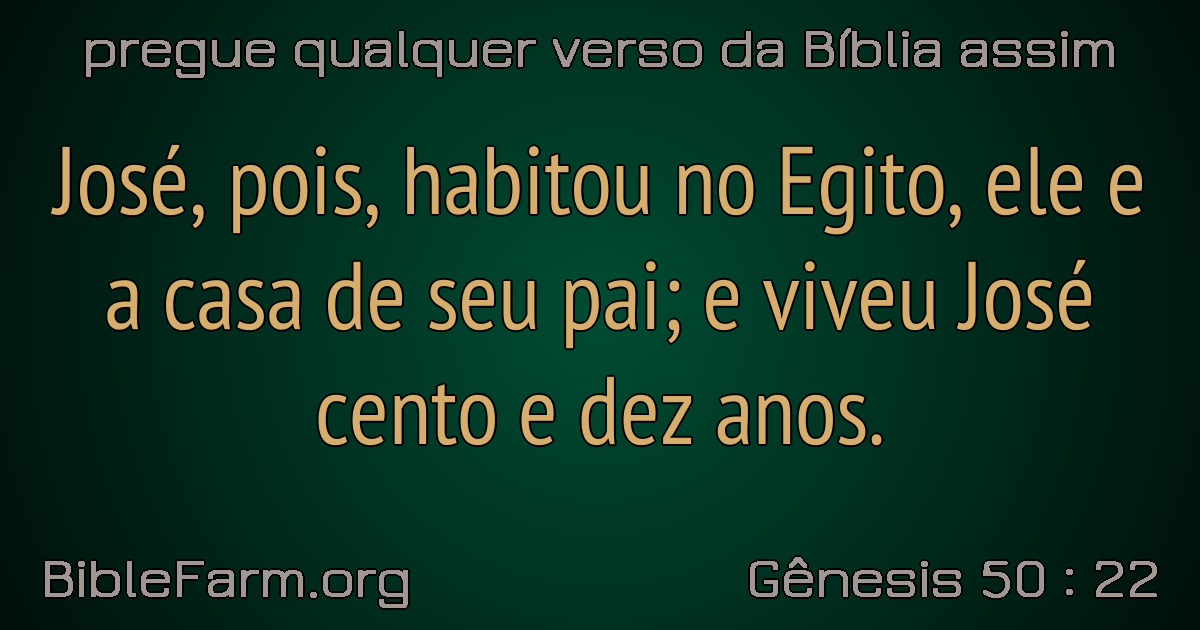 pregue qualquer verso da Bíblia assim
José, pois, habitou no Egito, ele e
a casa de seu pai; e viveu José
cento e dez anos.
BibleFarm.org
Gênesis 50 : 22